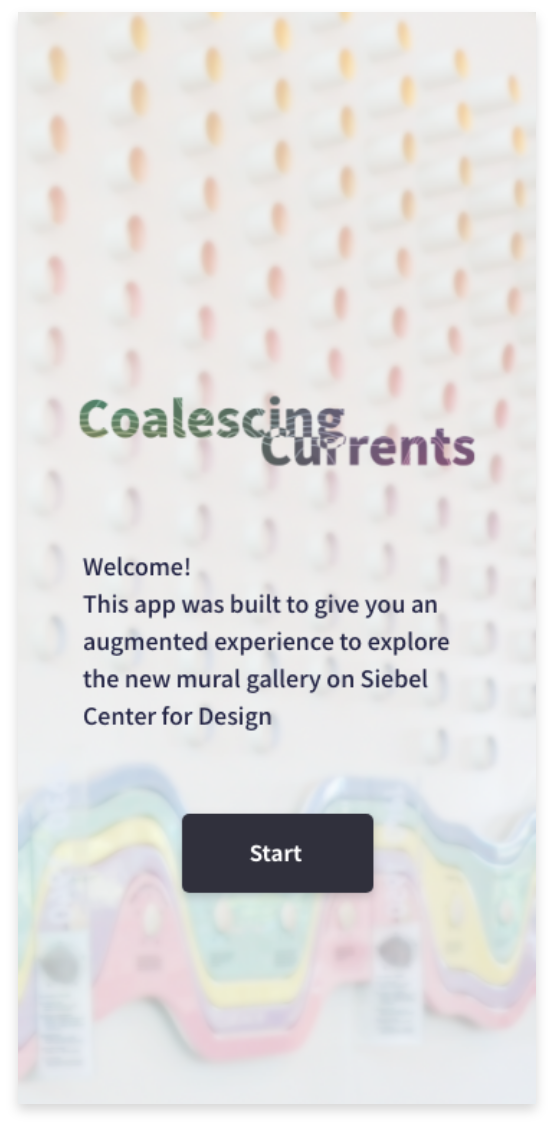 Coalescing
Currents
Welcome!
This app was built to give you an
augmented experience to explore
the new mural gallery on Siebel
Center for Design
Start